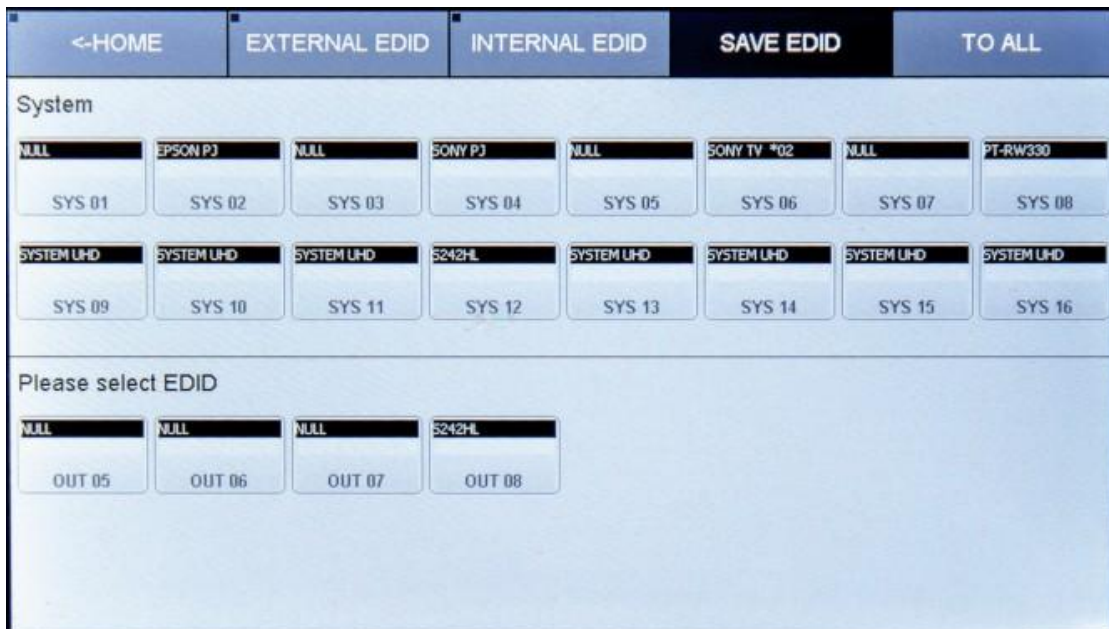 <-HOME EXTERNAL EDID INTERNAL EDID SAVE EDID TO ALL
System
NULL EPSON PJ NULL SONY PJ NULL SONY TV *02 NULL PT-RW330
SYS 01 SYS 02 SYS 03 SYS 04 SYS 05 SYS 06 SYS 07 SYS 08
SYSTEM UHD SYSTEM UHD SYSTEM UHD S242HL SYSTEM UHD SYSTEM UHD SYSTEM UHD SYSTEM UHD
SYS 09 SYS 10 SYS 11 SYS 12 SYS 13 SYS 14 SYS 15 SYS 16
Please select EDID
NULL NULL NULL S242HL
OUT 05 OUT 06 OUT 07 OUT 08